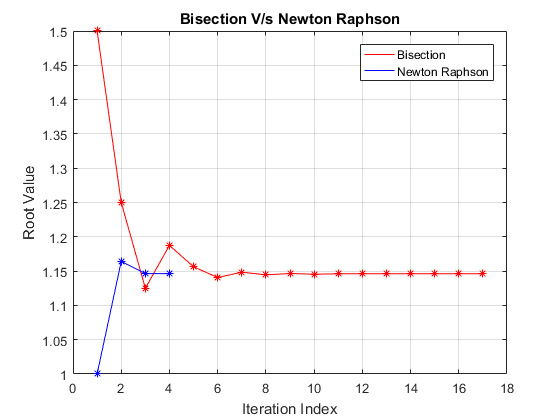 Bisection V/s Newton Raphson
Bisection
Newton Raphson
1.5
1.45
1.4
1.35
1.3
1.25
1.2
1.15
1.1
1.05
1
Root Value
0 2 4 6 8 10 12 14 16 18
Iteration Index